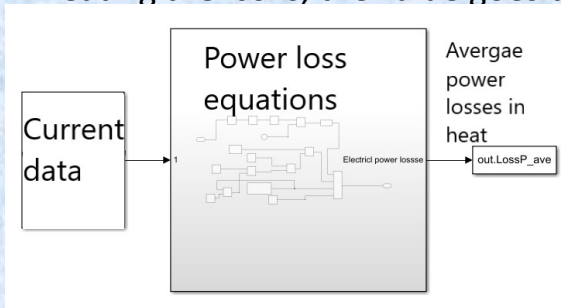 Power loss
equations
Avergae
power
losses in
heat
Current
data
1
Electricl power lossse
out.LossP_ave